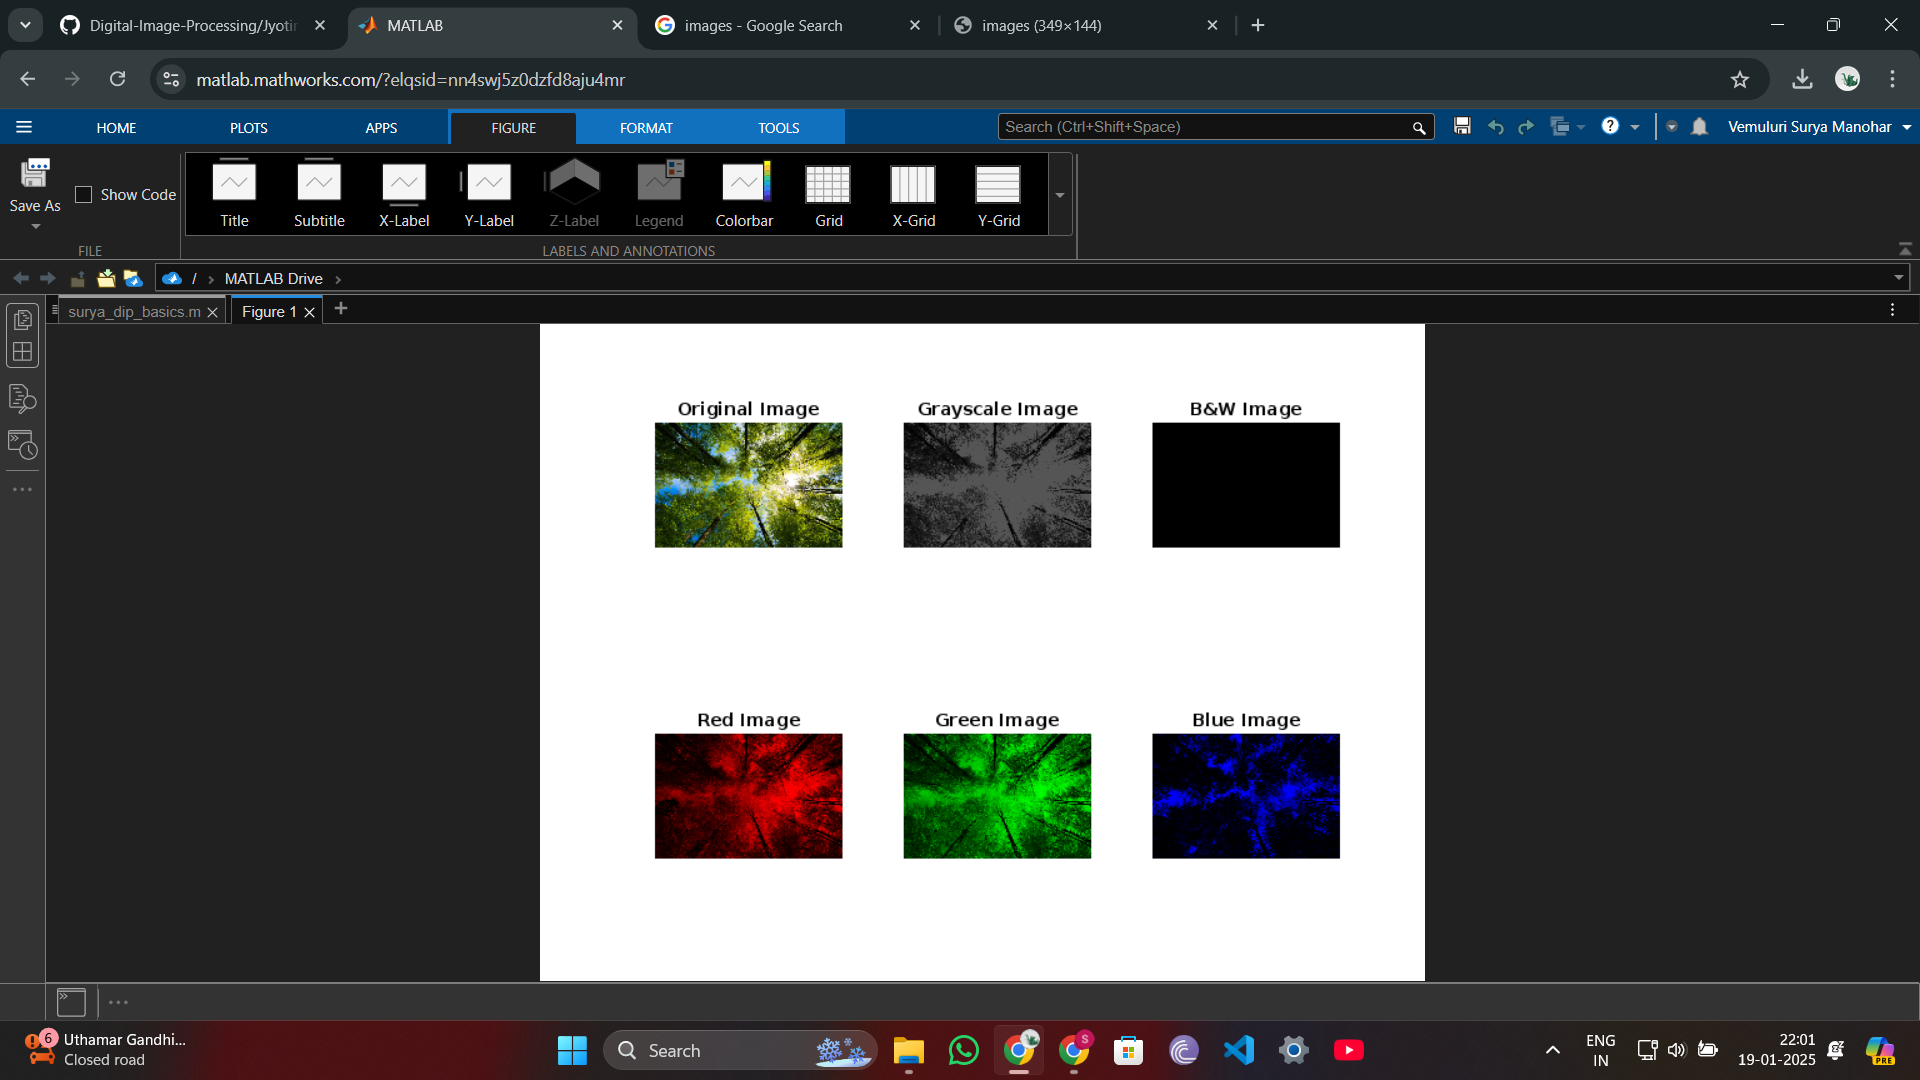 Digital-Image-Processing/Jyotir
MATLAB
images - Google Search
images (349×144)
matlab.mathworks.com/?elqsid=nn4swj5z0dzfd8aju4mr
HOME
PLOTS
APPS
FIGURE
FORMAT
TOOLS
Search (Ctrl+Shift+Space)
Vemuluri Surya Manohar
Save As
Show Code
FILE
Title
Subtitle
X-Label
Y-Label
Z-Label
Legend
Colorbar
Grid
X-Grid
Y-Grid
LABELS AND ANNOTATIONS
/ › MATLAB Drive ›
surya_dip_basics.m
Figure 1
Original Image
Grayscale Image
B&W Image
Red Image
Green Image
Blue Image
6
Uthamar Gandhi...
Closed road
Search
S
ENG
IN
22:01
19-01-2025
PRE